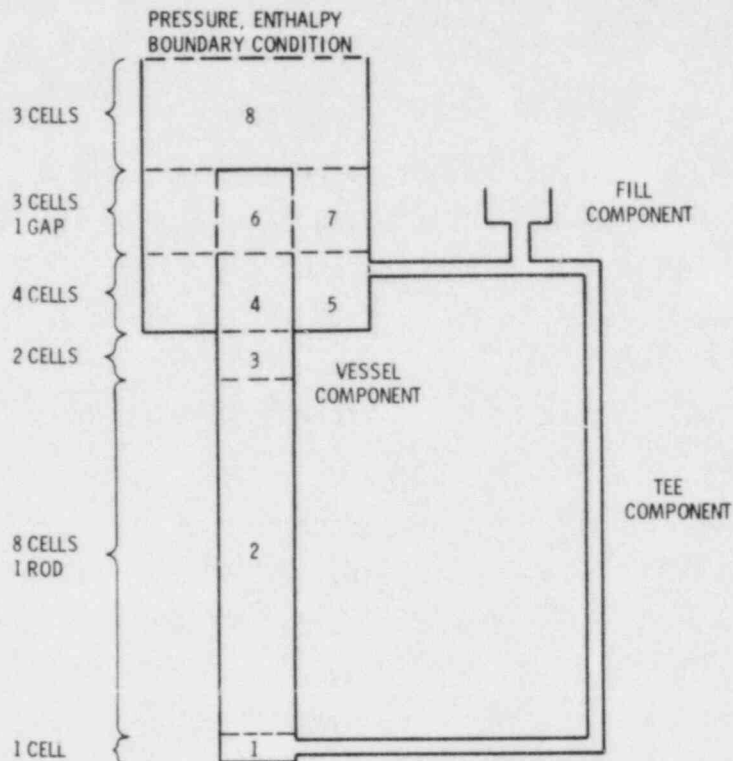 PRESSURE, ENTHALPY
BOUNDARY CONDITION
3 CELLS
8
3 CELLS
1 GAP
6
7
FILL
COMPONENT
4 CELLS
4
5
2 CELLS
3
VESSEL
COMPONENT
TEE
COMPONENT
8 CELLS
1 ROD
2
1 CELL
1